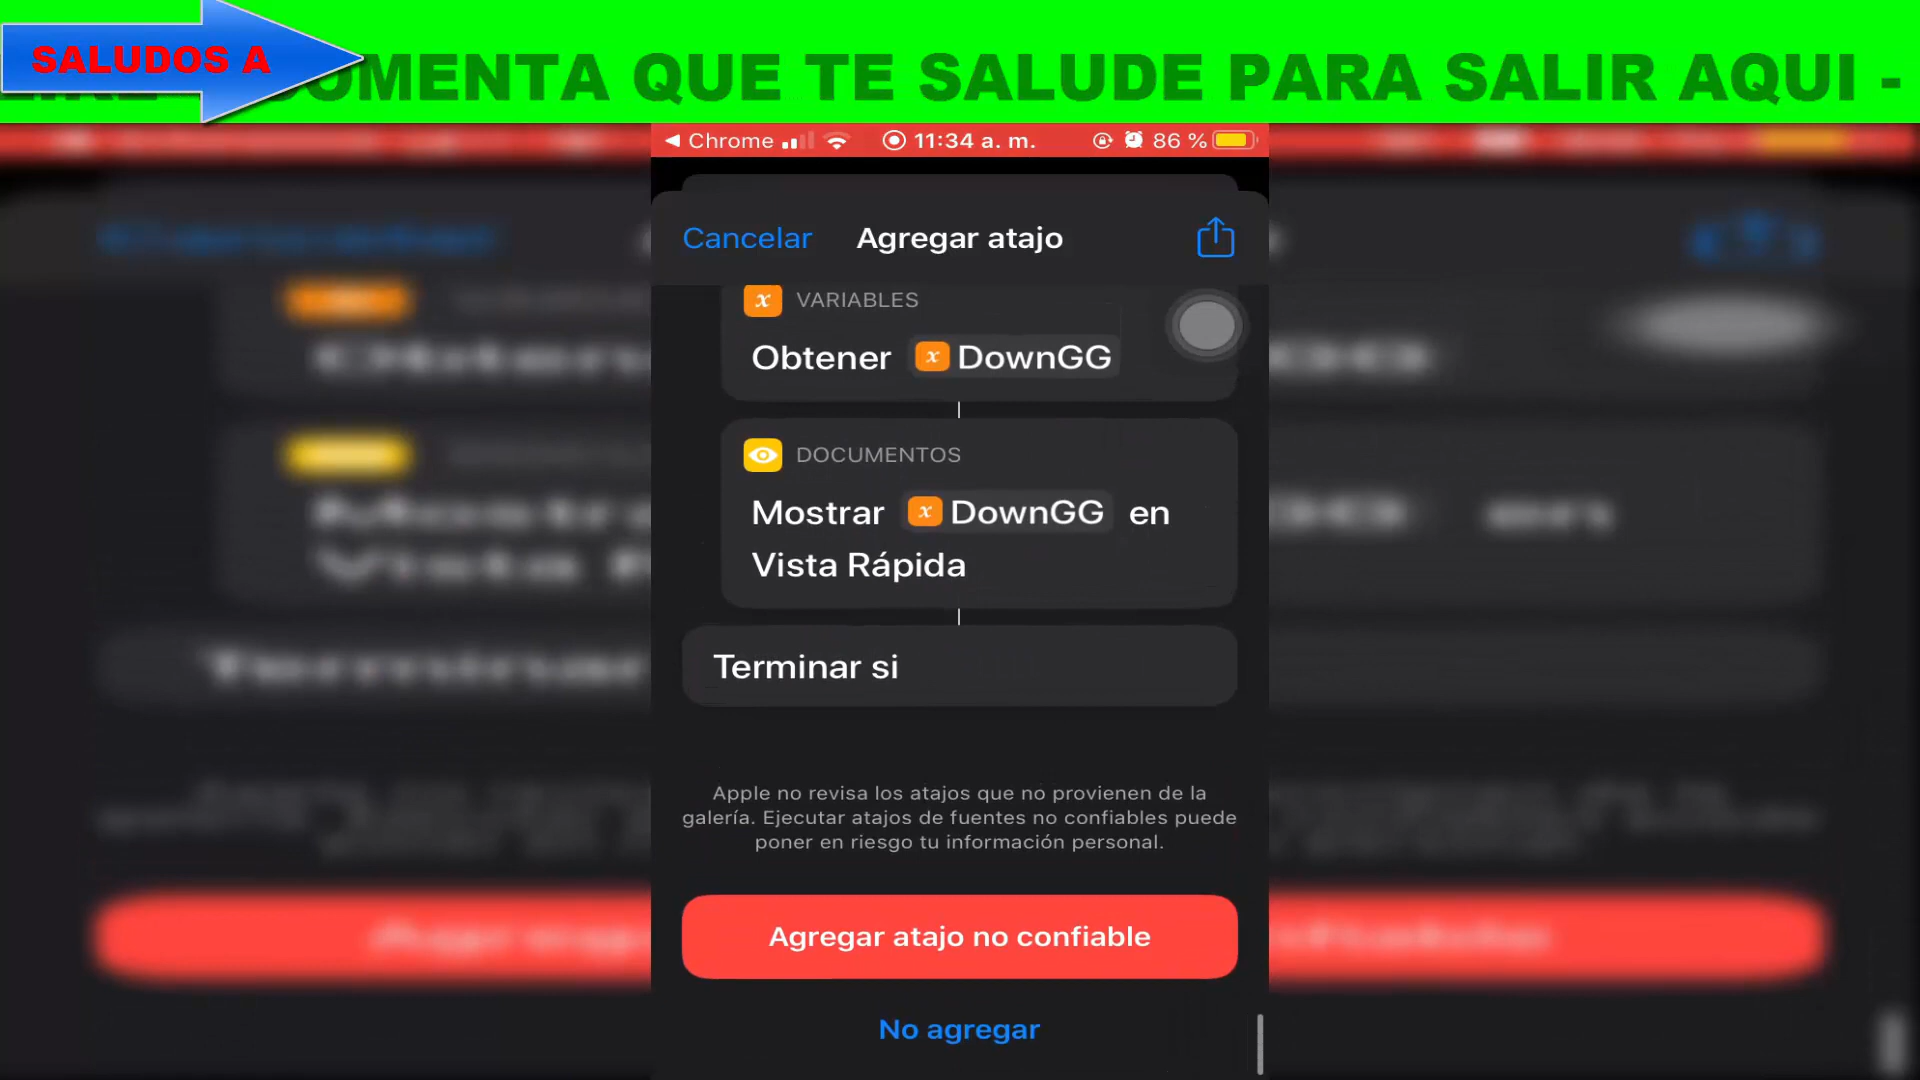 SALUDOS A
OMENTA QUE TE SALUDE PARA SALIR AQUI -
Chrome 11:34 a. m. 86 %
Cancelar Agregar atajo
VARIABLES
Obtener x DownGG
DOCUMENTOS
Mostrar x DownGG en
Vista Rápida
Terminar si
Apple no revisa los atajos que no provienen de la
galería. Ejecutar atajos de fuentes no confiables puede
poner en riesgo tu información personal.
Agregar atajo no confiable
No agregar